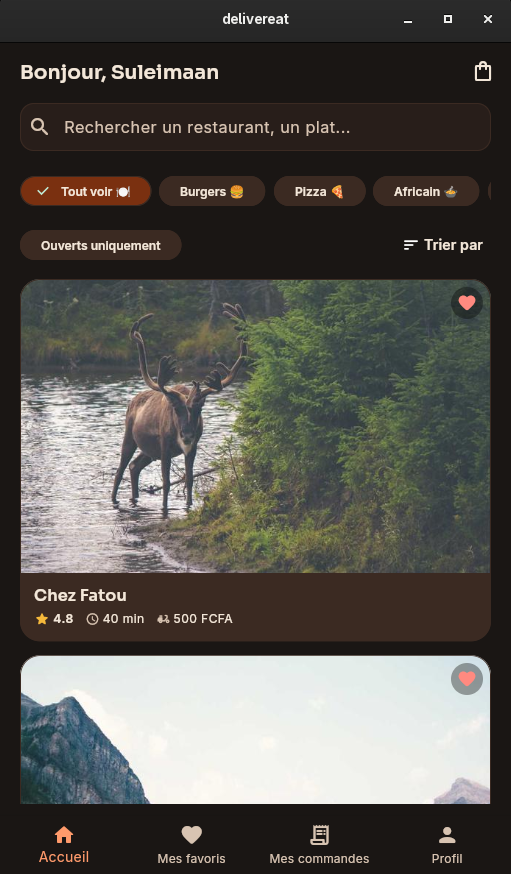 delivereat
Bonjour, Suleimaan
Rechercher un restaurant, un plat...
Tout voir 🍽️ Burgers 🍔 Pizza 🍕 Africain 🍲
Ouverts uniquement Trier par
Chez Fatou
4.8 40 min 500 FCFA
Accueil Mes favoris Mes commandes Profil